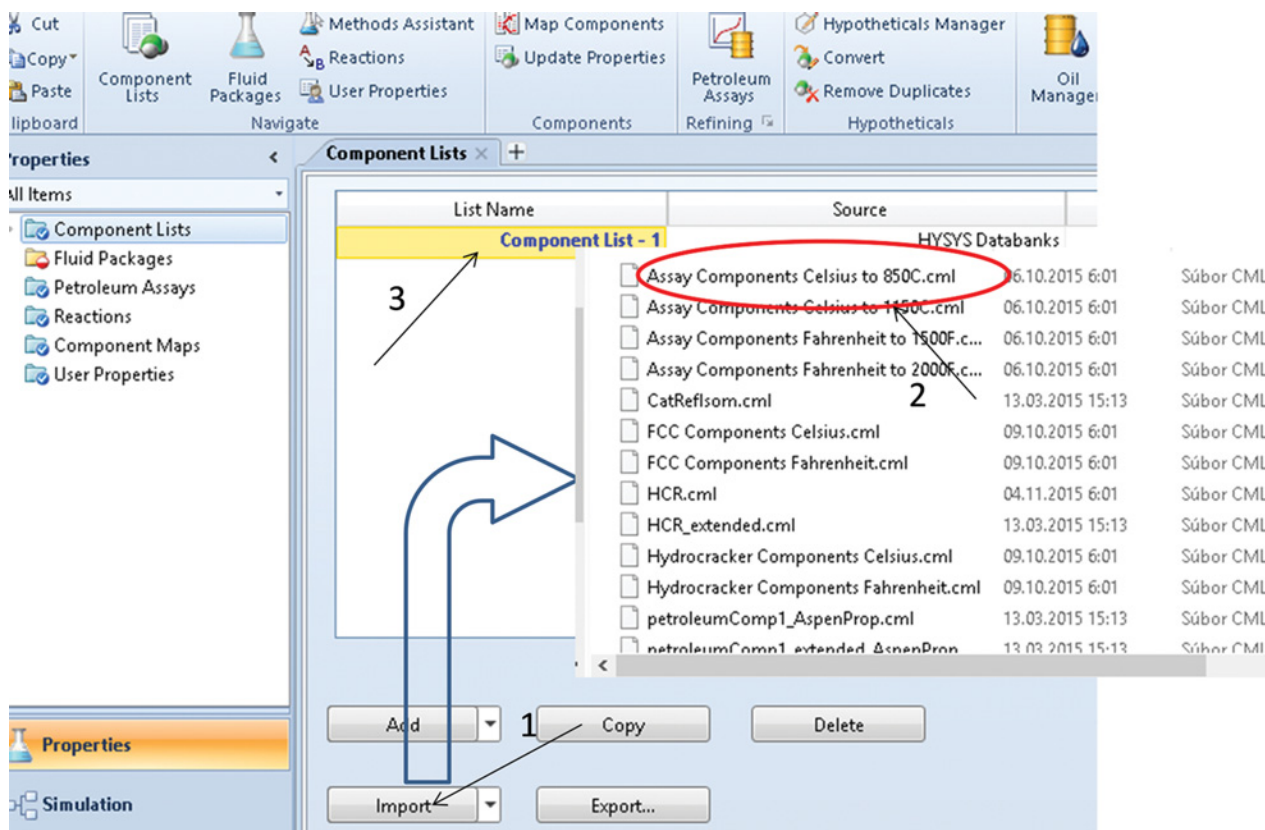 Cut
Copy
Paste
Component Lists
Fluid Packages
Methods Assistant
Reactions
User Properties
Map Components
Update Properties
Petroleum Assays
Hypotheticals Manager
Convert
Remove Duplicates
Oil Manager
lipboard
Navigate
Components
Refining
Hypotheticals
roperties <
Component Lists × +
All Items
List Name Source
Component Lists
Fluid Packages
Petroleum Assays
Reactions
Component Maps
User Properties
Component List - 1 HYSYS Databanks
3
Assay Components Celsius to 850C.cml 06.10.2015 6:01 Súbor CML
Assay Components Celsius to 1150C.cml 06.10.2015 6:01 Súbor CML
Assay Components Fahrenheit to 1500F.c... 06.10.2015 6:01 Súbor CML
Assay Components Fahrenheit to 2000F.c... 06.10.2015 6:01 Súbor CML
2
CatRefIsom.cml 13.03.2015 15:13 Súbor CML
FCC Components Celsius.cml 09.10.2015 6:01 Súbor CML
FCC Components Fahrenheit.cml 09.10.2015 6:01 Súbor CML
HCR.cml 04.11.2015 6:01 Súbor CML
HCR_extended.cml 13.03.2015 15:13 Súbor CML
Hydrocracker Components Celsius.cml 09.10.2015 6:01 Súbor CML
Hydrocracker Components Fahrenheit.cml 09.10.2015 6:01 Súbor CML
petroleumComp1_AspenProp.cml 13.03.2015 15:13 Súbor CML
petroleumComp1_extended_AspenProp... 13.03.2015 15:13 Súbor CML
Add 1 Copy Delete
Import Export...
Properties
Simulation